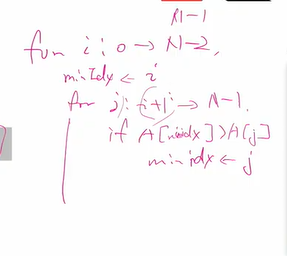 N-1
for i: 0 → N-2,
minIdx ← i
for j: i+1 → N-1,
if A[minidx] > A[j]
minidx ← j